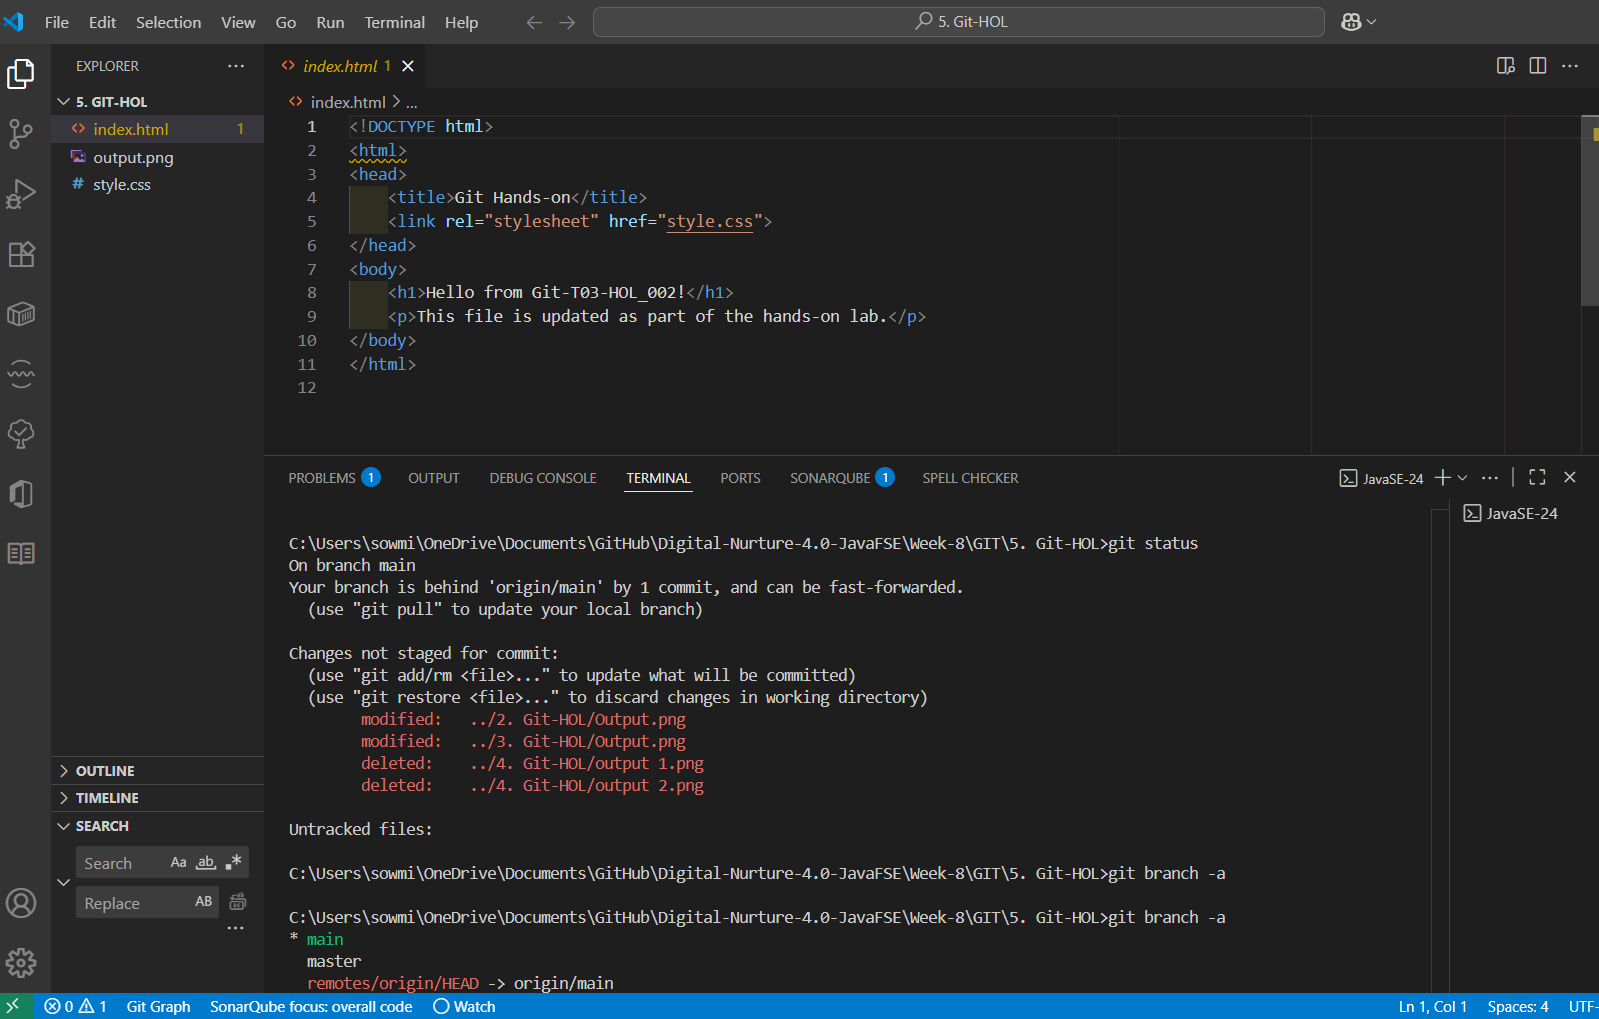 File Edit Selection View Go Run Terminal Help
5. Git-HOL
EXPLORER
5. GIT-HOL
index.html 1
output.png
style.css
OUTLINE
TIMELINE
SEARCH
Search Aa ab
Replace AB
index.html 1
index.html > ...
1 <!DOCTYPE html>
2 <html>
3 <head>
4 <title>Git Hands-on</title>
5 <link rel="stylesheet" href="style.css">
6 </head>
7 <body>
8 <h1>Hello from Git-T03-HOL_002!</h1>
9 <p>This file is updated as part of the hands-on lab.</p>
10 </body>
11 </html>
12
PROBLEMS 1 OUTPUT DEBUG CONSOLE TERMINAL PORTS SONARQUBE 1 SPELL CHECKER
JavaSE-24
JavaSE-24
C:\Users\sowmi\OneDrive\Documents\GitHub\Digital-Nurture-4.0-JavaFSE\Week-8\GIT\5. Git-HOL>git status
On branch main
Your branch is behind 'origin/main' by 1 commit, and can be fast-forwarded.
(use "git pull" to update your local branch)
Changes not staged for commit:
(use "git add/rm <file>..." to update what will be committed)
(use "git restore <file>..." to discard changes in working directory)
modified: ../2. Git-HOL/Output.png
modified: ../3. Git-HOL/Output.png
deleted: ../4. Git-HOL/output 1.png
deleted: ../4. Git-HOL/output 2.png
Untracked files:
C:\Users\sowmi\OneDrive\Documents\GitHub\Digital-Nurture-4.0-JavaFSE\Week-8\GIT\5. Git-HOL>git branch -a
C:\Users\sowmi\OneDrive\Documents\GitHub\Digital-Nurture-4.0-JavaFSE\Week-8\GIT\5. Git-HOL>git branch -a
* main
master
remotes/origin/HEAD -> origin/main
0 1 Git Graph SonarQube focus: overall code Watch Ln 1, Col 1 Spaces: 4 UTF-